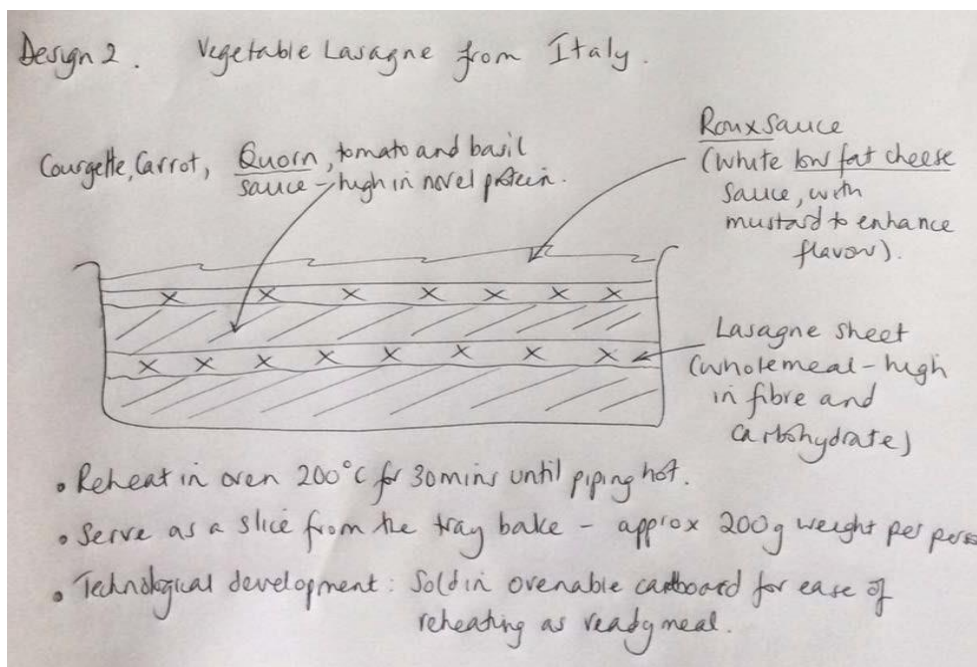 Design 2. Vegetable Lasagne from Italy.
Courgette, Carrot, Quorn, tomato and basil
sauce - high in novel protein.
Roux sauce
(white low fat cheese
sauce, with
mustard to enhance
flavour).
Lasagne sheet
(wholemeal - high
in fibre and
carbohydrate)
• Reheat in oven 200°C for 30mins until piping hot.
• Serve as a slice from the tray bake - approx 200g weight per perso
• Technological development: Sold in ovenable cardboard for ease of
reheating as ready meal.